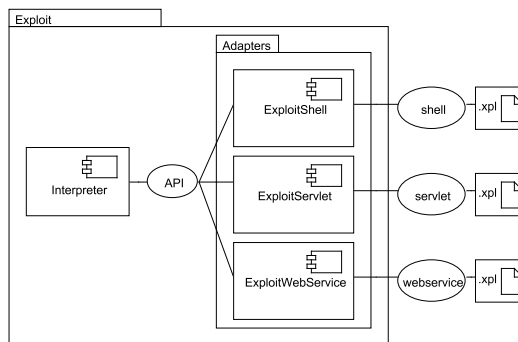 Exploit
Adapters
ExploitShell
shell
.xpl
Interpreter
API
ExploitServlet
servlet
.xpl
ExploitWebService
webservice
.xpl